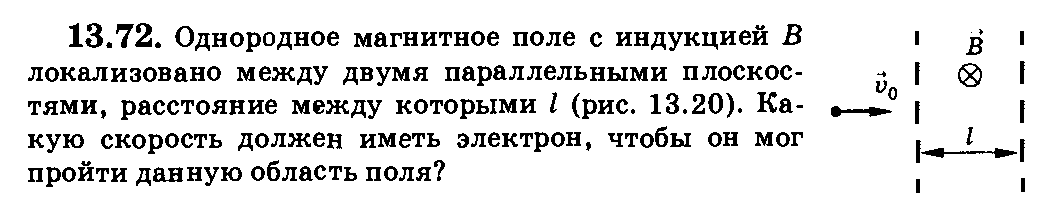 13.72. Однородное магнитное поле с индукцией B
локализовано между двумя параллельными плоскос-
тями, расстояние между которыми l (рис. 13.20). Ка-
кую скорость должен иметь электрон, чтобы он мог
пройти данную область поля?
B⃗
v⃗₀
l